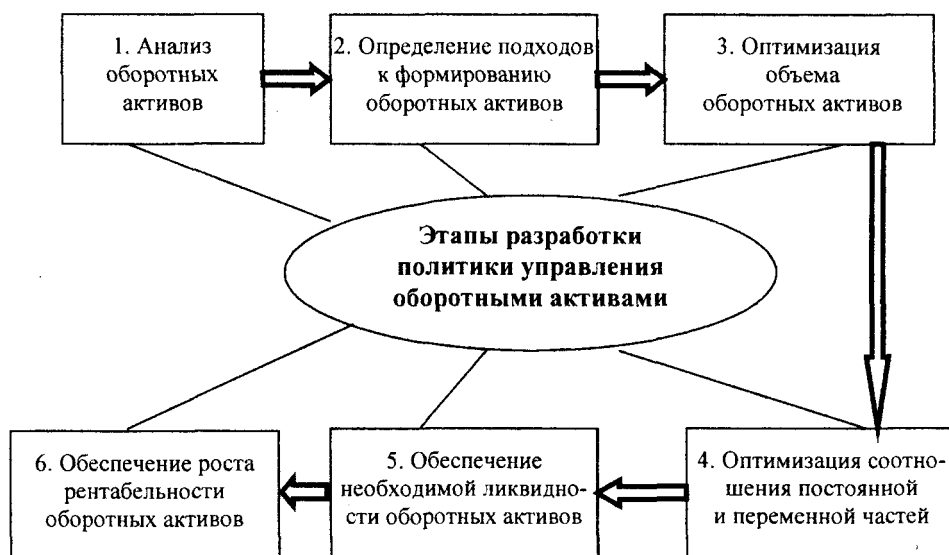 1. Анализ
оборотных
активов
2. Определение подходов
к формированию
оборотных активов
3. Оптимизация
объема
оборотных активов
Этапы разработки
политики управления
оборотными активами
6. Обеспечение роста
рентабельности
оборотных активов
5. Обеспечение
необходимой ликвидно-
сти оборотных активов
4. Оптимизация соотно-
шения постоянной
и переменной частей